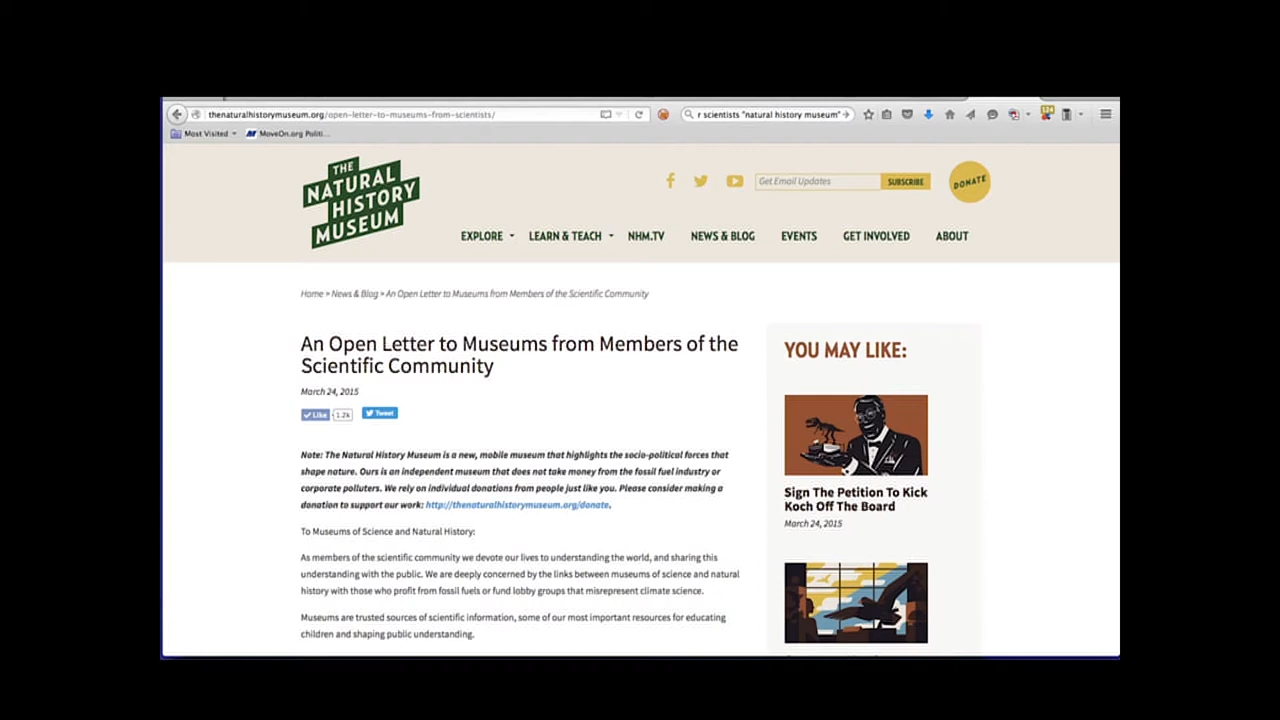 thenaturalhistorymuseum.org/open-letter-to-museums-from-scientists/
r scientists "natural history museum"
Most Visited
MoveOn.org Politi...
THE
NATURAL
HISTORY
MUSEUM
Get Email Updates
SUBSCRIBE
DONATE
EXPLORE
LEARN & TEACH
NHM.TV
NEWS & BLOG
EVENTS
GET INVOLVED
ABOUT
Home > News & Blog > An Open Letter to Museums from Members of the Scientific Community
An Open Letter to Museums from Members of the
Scientific Community
March 24, 2015
Like
1.2k
Tweet
Note: The Natural History Museum is a new, mobile museum that highlights the socio-political forces that
shape nature. Ours is an independent museum that does not take money from the fossil fuel industry or
corporate polluters. We rely on individual donations from people just like you. Please consider making a
donation to support our work: http://thenaturalhistorymuseum.org/donate.
To Museums of Science and Natural History:
As members of the scientific community we devote our lives to understanding the world, and sharing this
understanding with the public. We are deeply concerned by the links between museums of science and natural
history with those who profit from fossil fuels or fund lobby groups that misrepresent climate science.
Museums are trusted sources of scientific information, some of our most important resources for educating
children and shaping public understanding.
YOU MAY LIKE:
Sign The Petition To Kick
Koch Off The Board
March 24, 2015